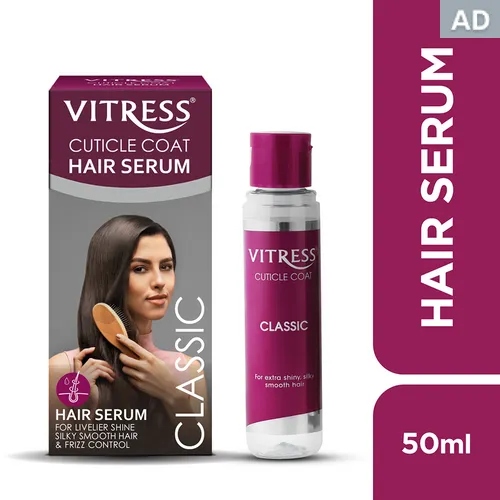 AD
VITRESS®
CUTICLE COAT
HAIR SERUM
CLASSIC
HAIR SERUM
FOR LIVELIER SHINE
SILKY SMOOTH HAIR
& FRIZZ CONTROL
VITRESS®
CUTICLE COAT
CLASSIC
For extra shiny, silky
smooth hair
HAIR SERUM
50ml